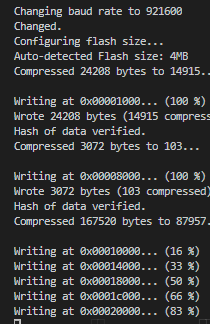 Changing baud rate to 921600
Changed.
Configuring flash size...
Auto-detected Flash size: 4MB
Compressed 24208 bytes to 14915..
Writing at 0x00001000... (100 %)
Wrote 24208 bytes (14915 compress
Hash of data verified.
Compressed 3072 bytes to 103...
Writing at 0x00008000... (100 %)
Wrote 3072 bytes (103 compressed)
Hash of data verified.
Compressed 167520 bytes to 87957.
Writing at 0x00010000... (16 %)
Writing at 0x00014000... (33 %)
Writing at 0x00018000... (50 %)
Writing at 0x0001c000... (66 %)
Writing at 0x00020000... (83 %)